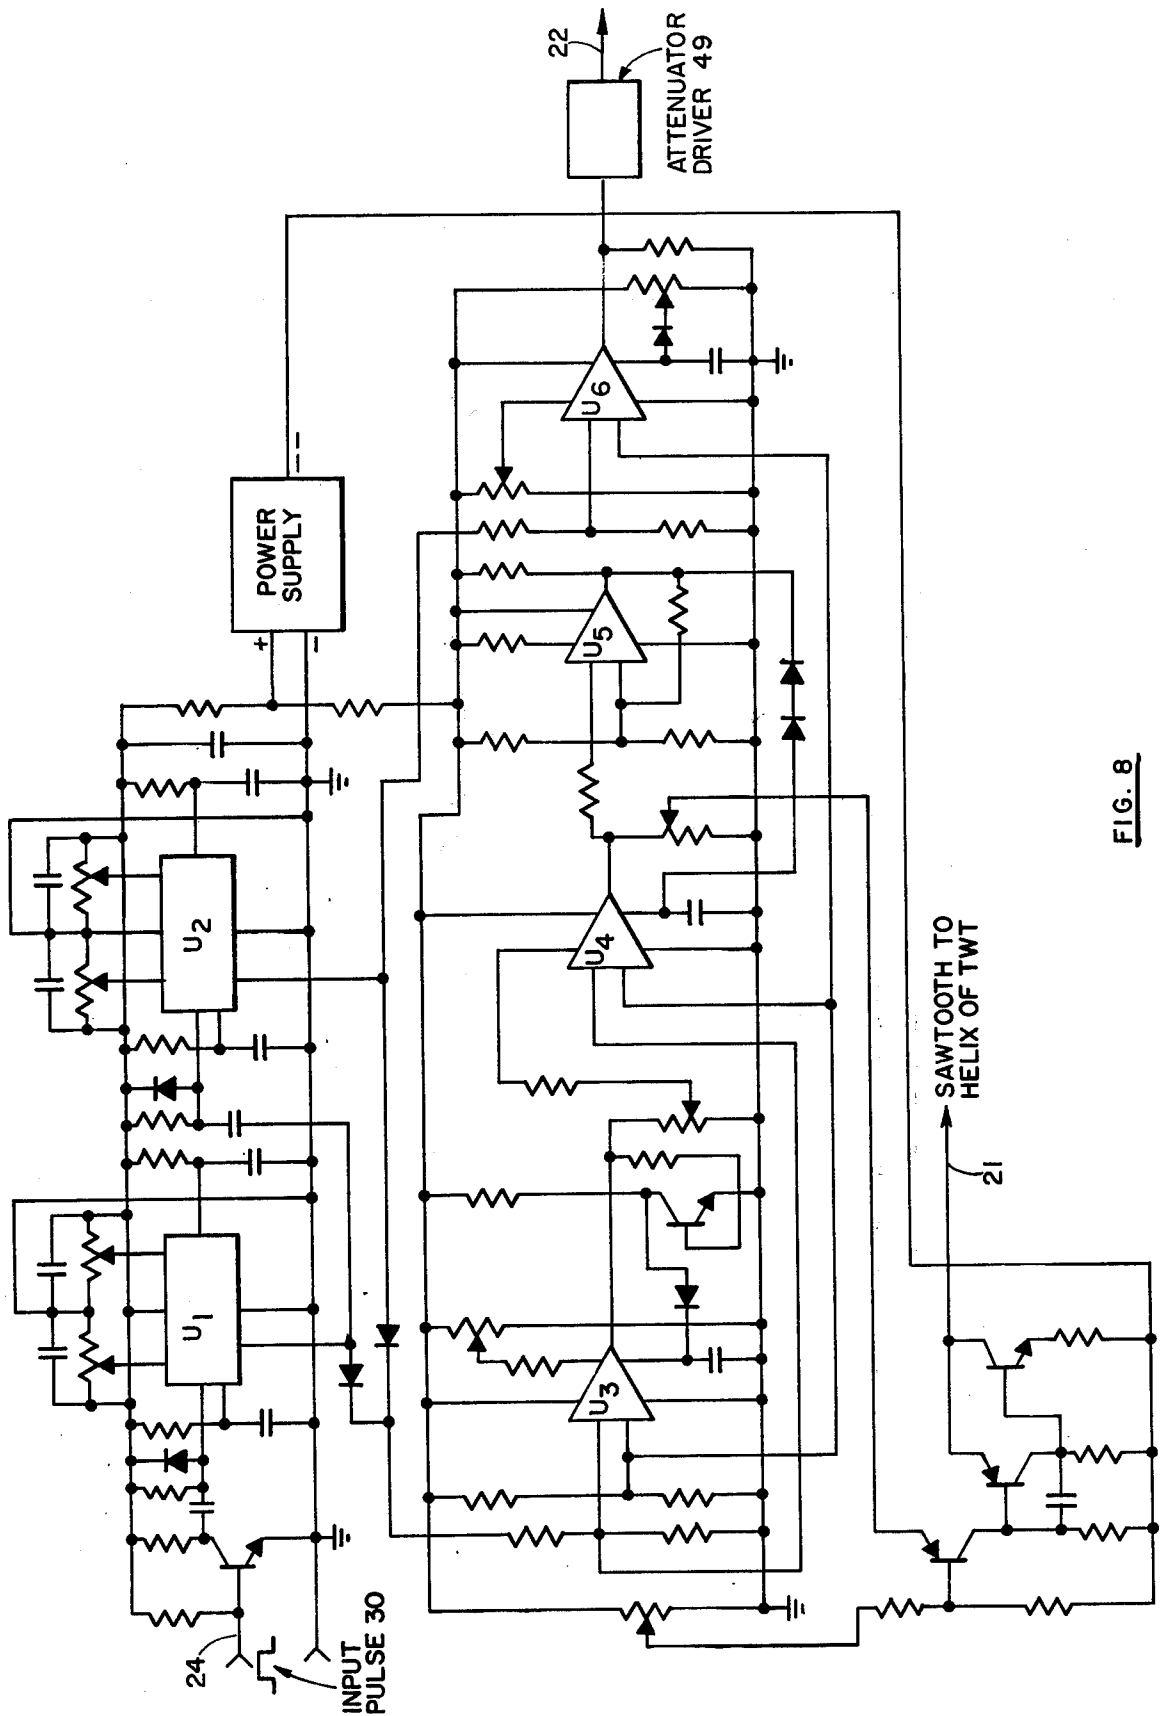 24
INPUT
PULSE 30
U1
U2
POWER
SUPPLY
+
−
−−
U3
U4
U5
U6
22
ATTENUATOR
DRIVER 49
21
SAWTOOTH TO
HELIX OF TWT
FIG. 8